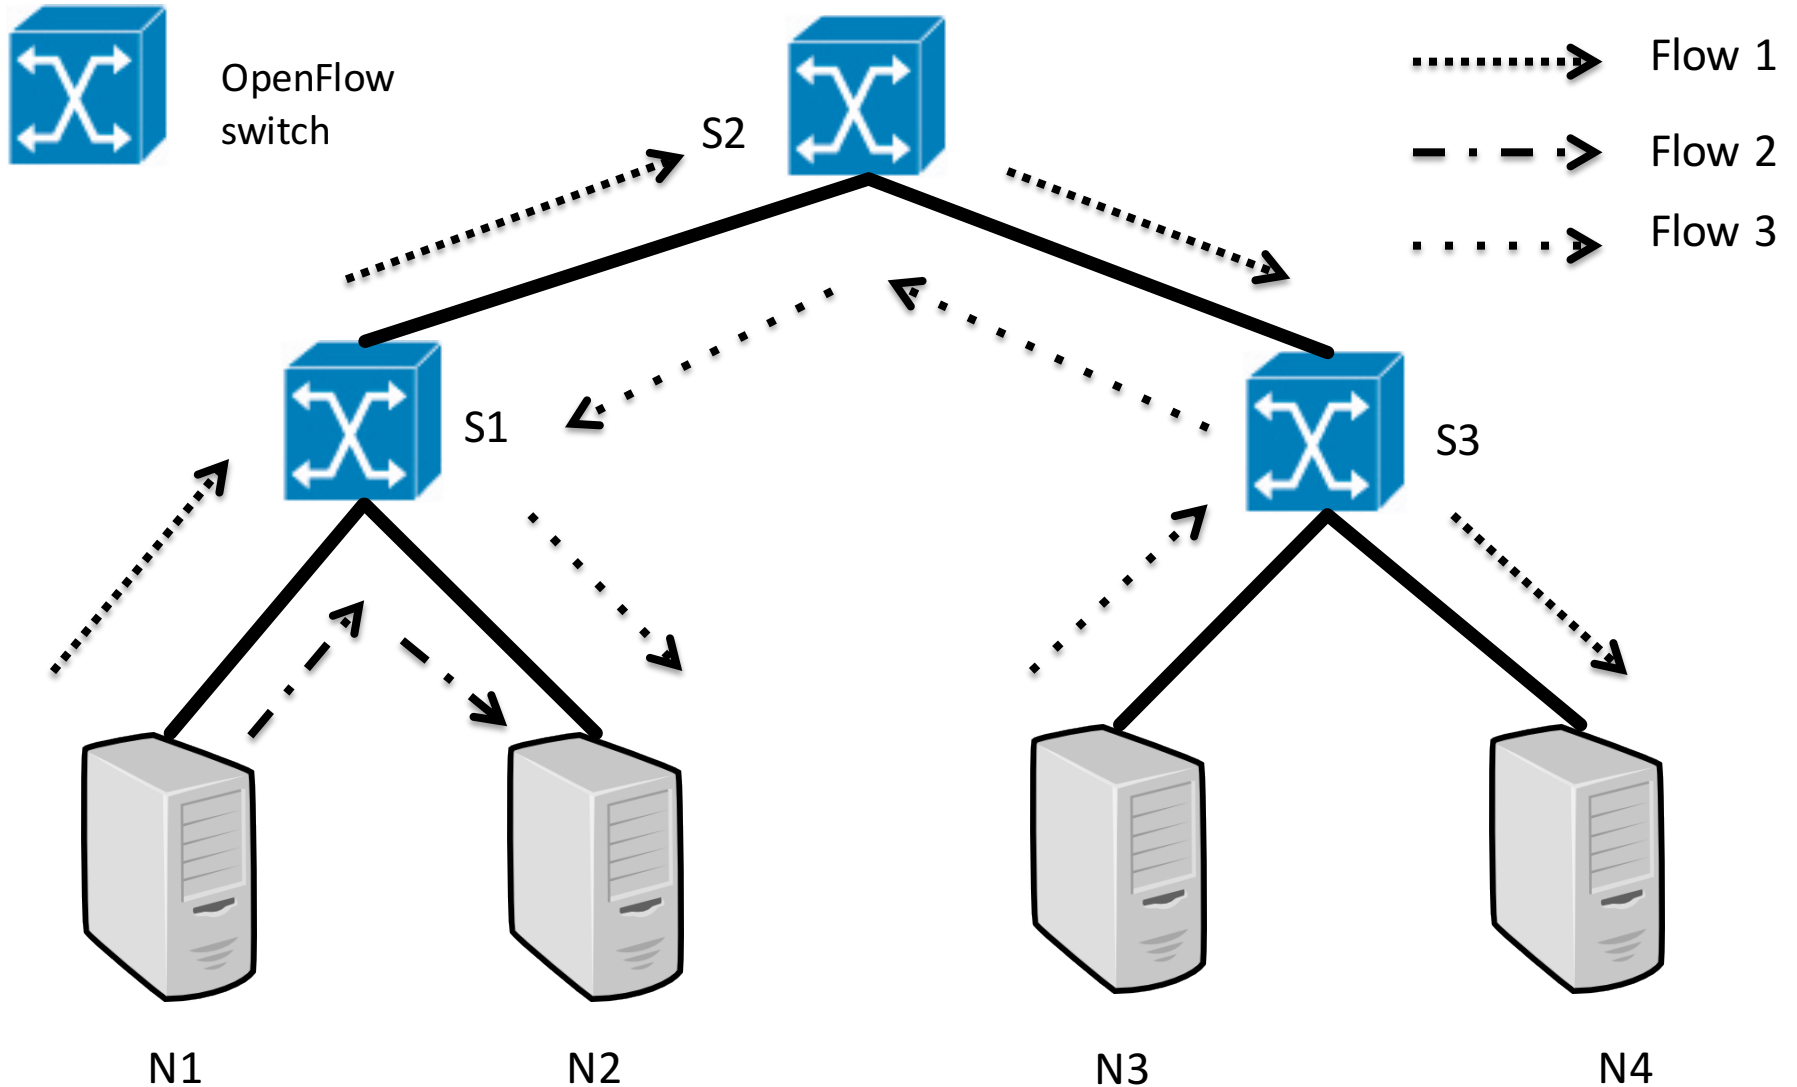 OpenFlow
switch
S2
Flow 1
Flow 2
Flow 3
S1
S3
N1
N2
N3
N4